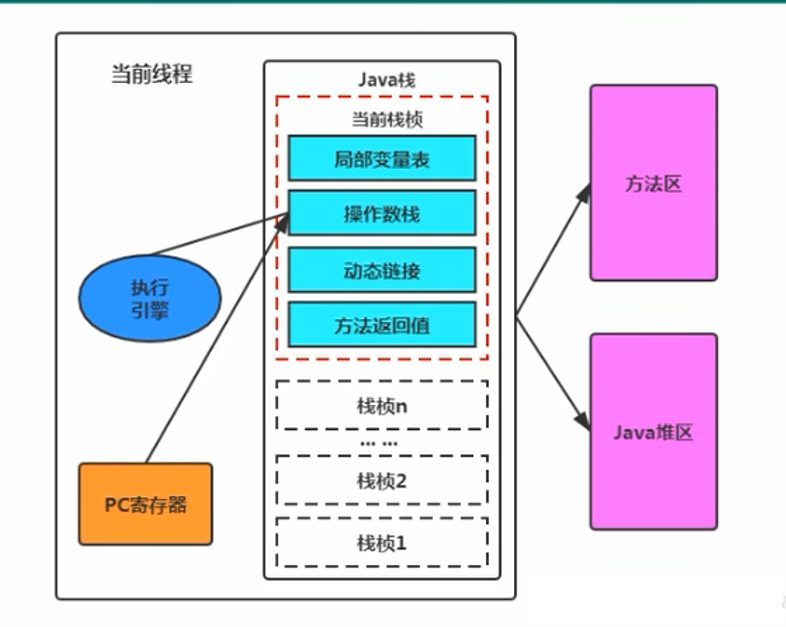 当前线程
Java栈
当前栈桢
局部变量表
操作数栈
动态链接
方法返回值
栈桢n
... ...
栈桢2
栈桢1
执行
引擎
PC寄存器
方法区
Java堆区